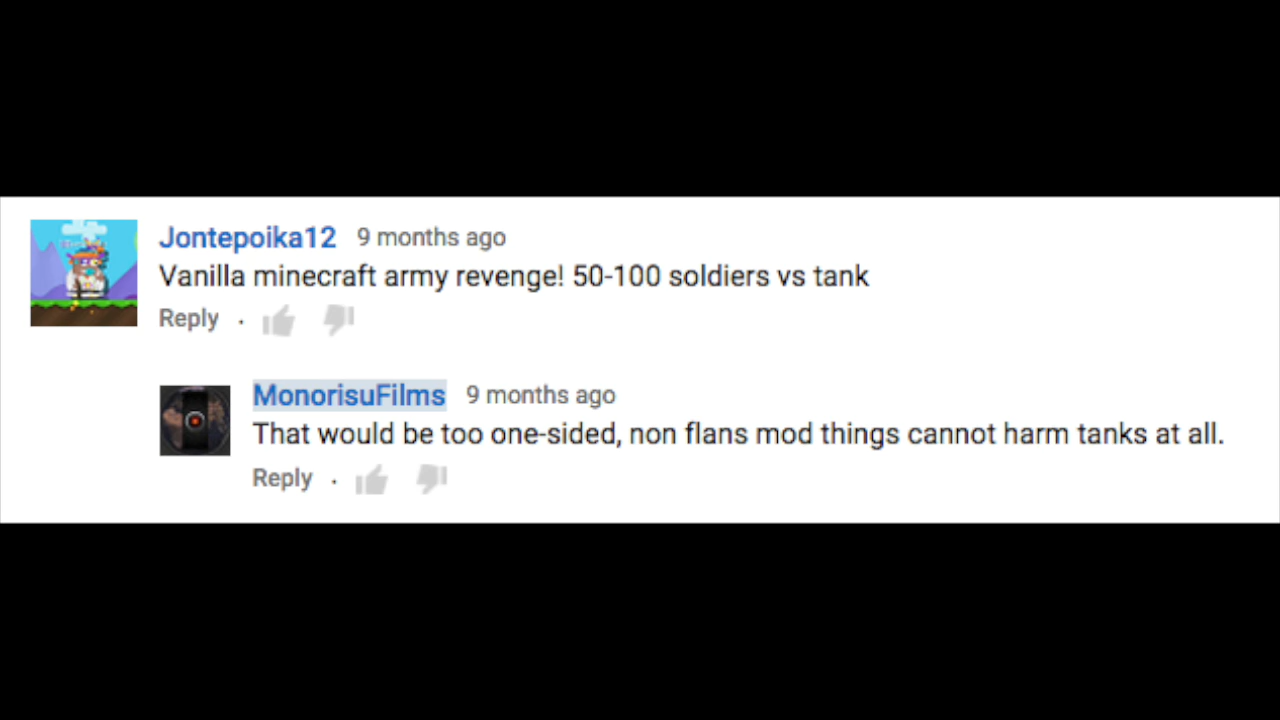 Jontepoika12 9 months ago
Vanilla minecraft army revenge! 50-100 soldiers vs tank
Reply ·
MonorisuFilms 9 months ago
That would be too one-sided, non flans mod things cannot harm tanks at all.
Reply ·